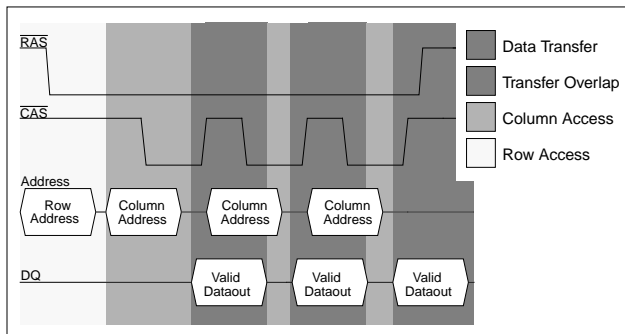 RAS
Data Transfer
Transfer Overlap
CAS
Column Access
Row Access
Address
Row
Address
Column
Address
Column
Address
Column
Address
DQ
Valid
Dataout
Valid
Dataout
Valid
Dataout